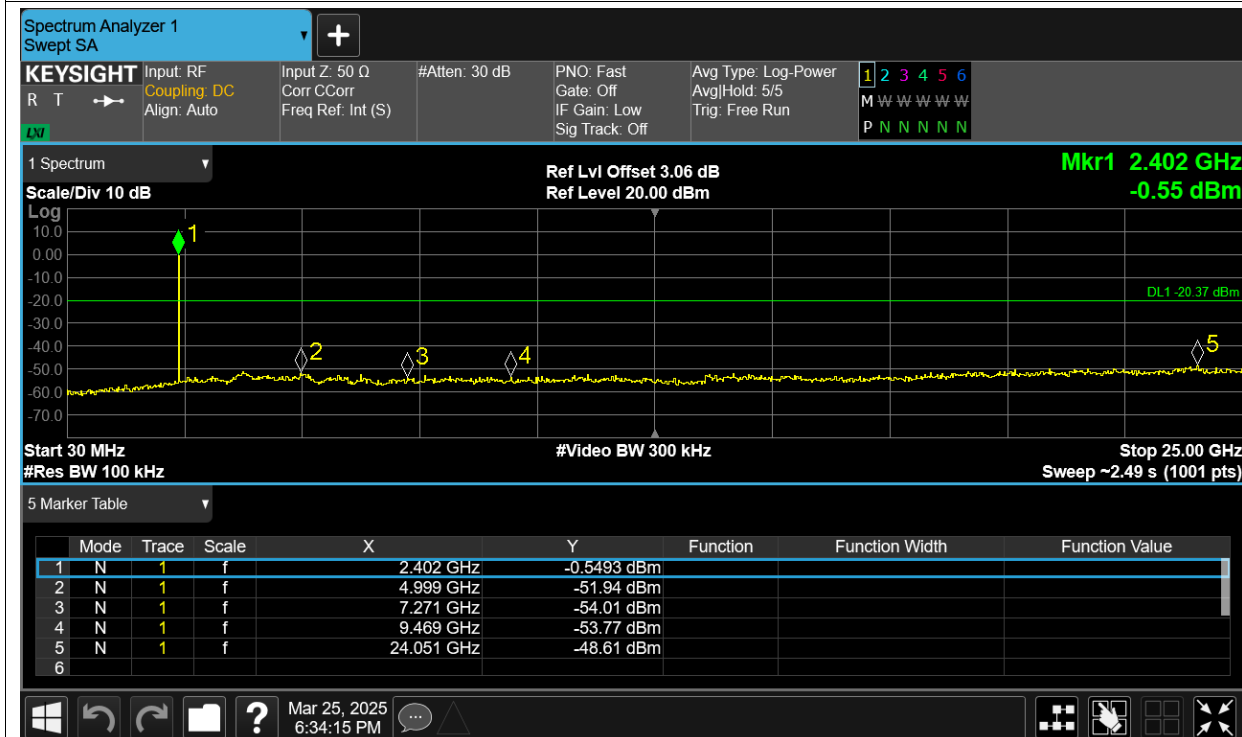 Spectrum Analyzer 1
Swept SA
KEYSIGHT
R T
LXI
Input: RF
Coupling: DC
Align: Auto
Input Z: 50 Ω
Corr CCorr
Freq Ref: Int (S)
#Atten: 30 dB
PNO: Fast
Gate: Off
IF Gain: Low
Sig Track: Off
Avg Type: Log-Power
Avg|Hold: 5/5
Trig: Free Run
1 2 3 4 5 6
M W W W W W
P N N N N N
1 Spectrum
Scale/Div 10 dB
Ref Lvl Offset 3.06 dB
Ref Level 20.00 dBm
Mkr1 2.402 GHz
-0.55 dBm
Log
10.0
0.00
-10.0
-20.0
-30.0
-40.0
-50.0
-60.0
-70.0
1
DL1 -20.37 dBm
2
3
4
5
Start 30 MHz
#Video BW 300 kHz
Stop 25.00 GHz
#Res BW 100 kHz
Sweep ~2.49 s (1001 pts)
5 Marker Table
Mode Trace Scale X Y Function Function Width Function Value
1 N 1 f 2.402 GHz -0.5493 dBm
2 N 1 f 4.999 GHz -51.94 dBm
3 N 1 f 7.271 GHz -54.01 dBm
4 N 1 f 9.469 GHz -53.77 dBm
5 N 1 f 24.051 GHz -48.61 dBm
6
?
Mar 25, 2025
6:34:15 PM